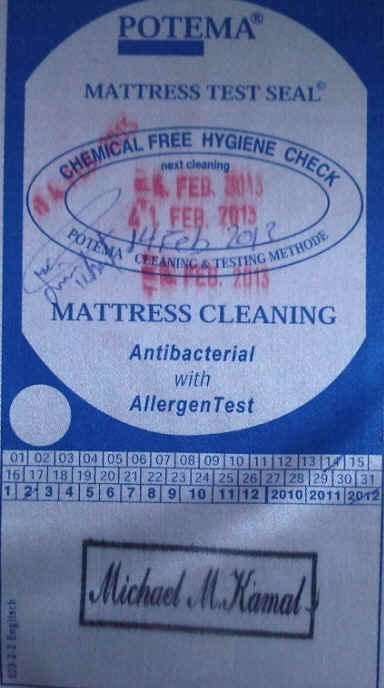 POTEMA®
MATTRESS TEST SEAL©
CHEMICAL FREE HYGIENE CHECK
next cleaning
FEB. 2013
FEB. 2013
14 Feb 2013
POTEMA CLEANING & TESTING METHODE
FEB. 2013
MATTRESS CLEANING
Antibacterial
with
AllergenTest
01 02 03 04 05 06 07 08 09 10 11 12 13 14 15
16 17 18 19 20 21 22 23 24 25 26 27 28 29 30 31
1 2 3 4 5 6 7 8 9 10 11 12 2010 2011 2012
Michael M. Kamal
023-2-2 Englisch